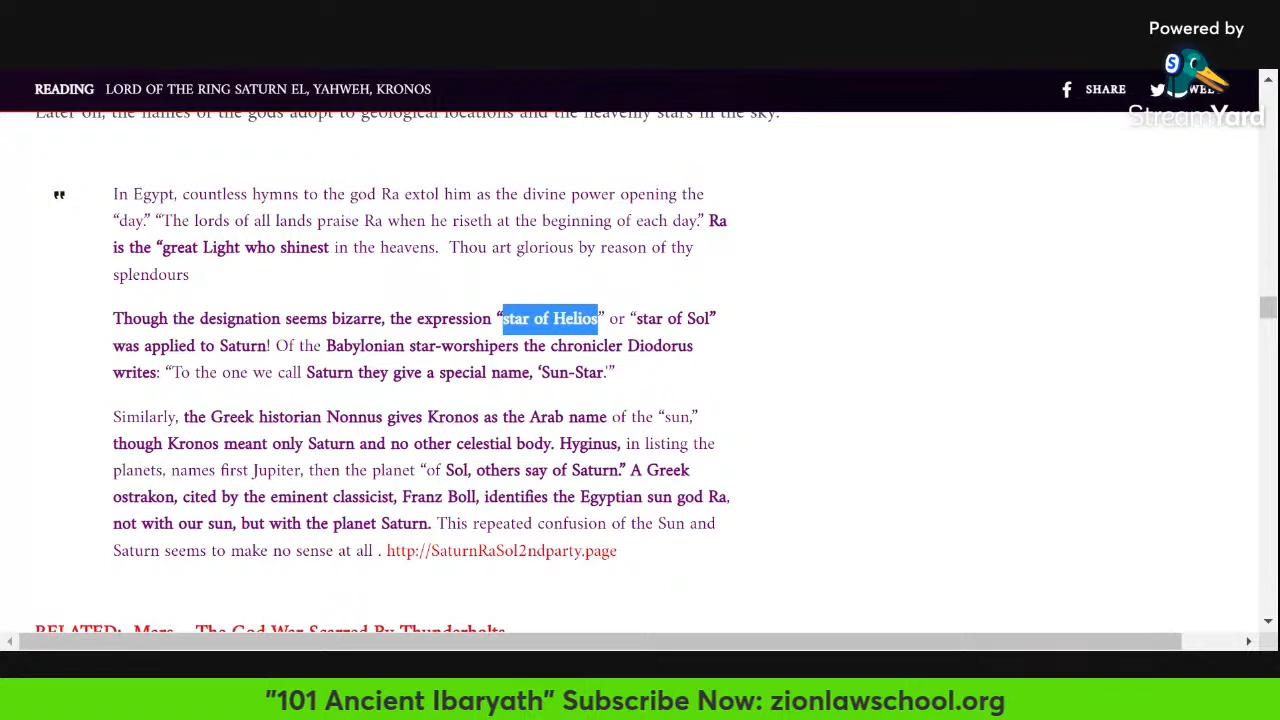 Powered by
StreamYard
READING LORD OF THE RING SATURN EL, YAHWEH, KRONOS
SHARE
Later on, the names of the gods adopt to geological locations and the heavenly stars in the sky.
" In Egypt, countless hymns to the god Ra extol him as the divine power opening the
“day.” “The lords of all lands praise Ra when he riseth at the beginning of each day.” Ra
is the “great Light who shinest in the heavens. Thou art glorious by reason of thy
splendours
Though the designation seems bizarre, the expression “star of Helios” or “star of Sol”
was applied to Saturn! Of the Babylonian star-worshipers the chronicler Diodorus
writes: “To the one we call Saturn they give a special name, ‘Sun-Star.'”
Similarly, the Greek historian Nonnus gives Kronos as the Arab name of the “sun,”
though Kronos meant only Saturn and no other celestial body. Hyginus, in listing the
planets, names first Jupiter, then the planet “of Sol, others say of Saturn.” A Greek
ostrakon, cited by the eminent classicist, Franz Boll, identifies the Egyptian sun god Ra,
not with our sun, but with the planet Saturn. This repeated confusion of the Sun and
Saturn seems to make no sense at all . http://SaturnRaSol2ndparty.page
RELATED: Mars – The God War Scarred By Thunderbolts
"101 Ancient Ibaryath" Subscribe Now: zionlawschool.org